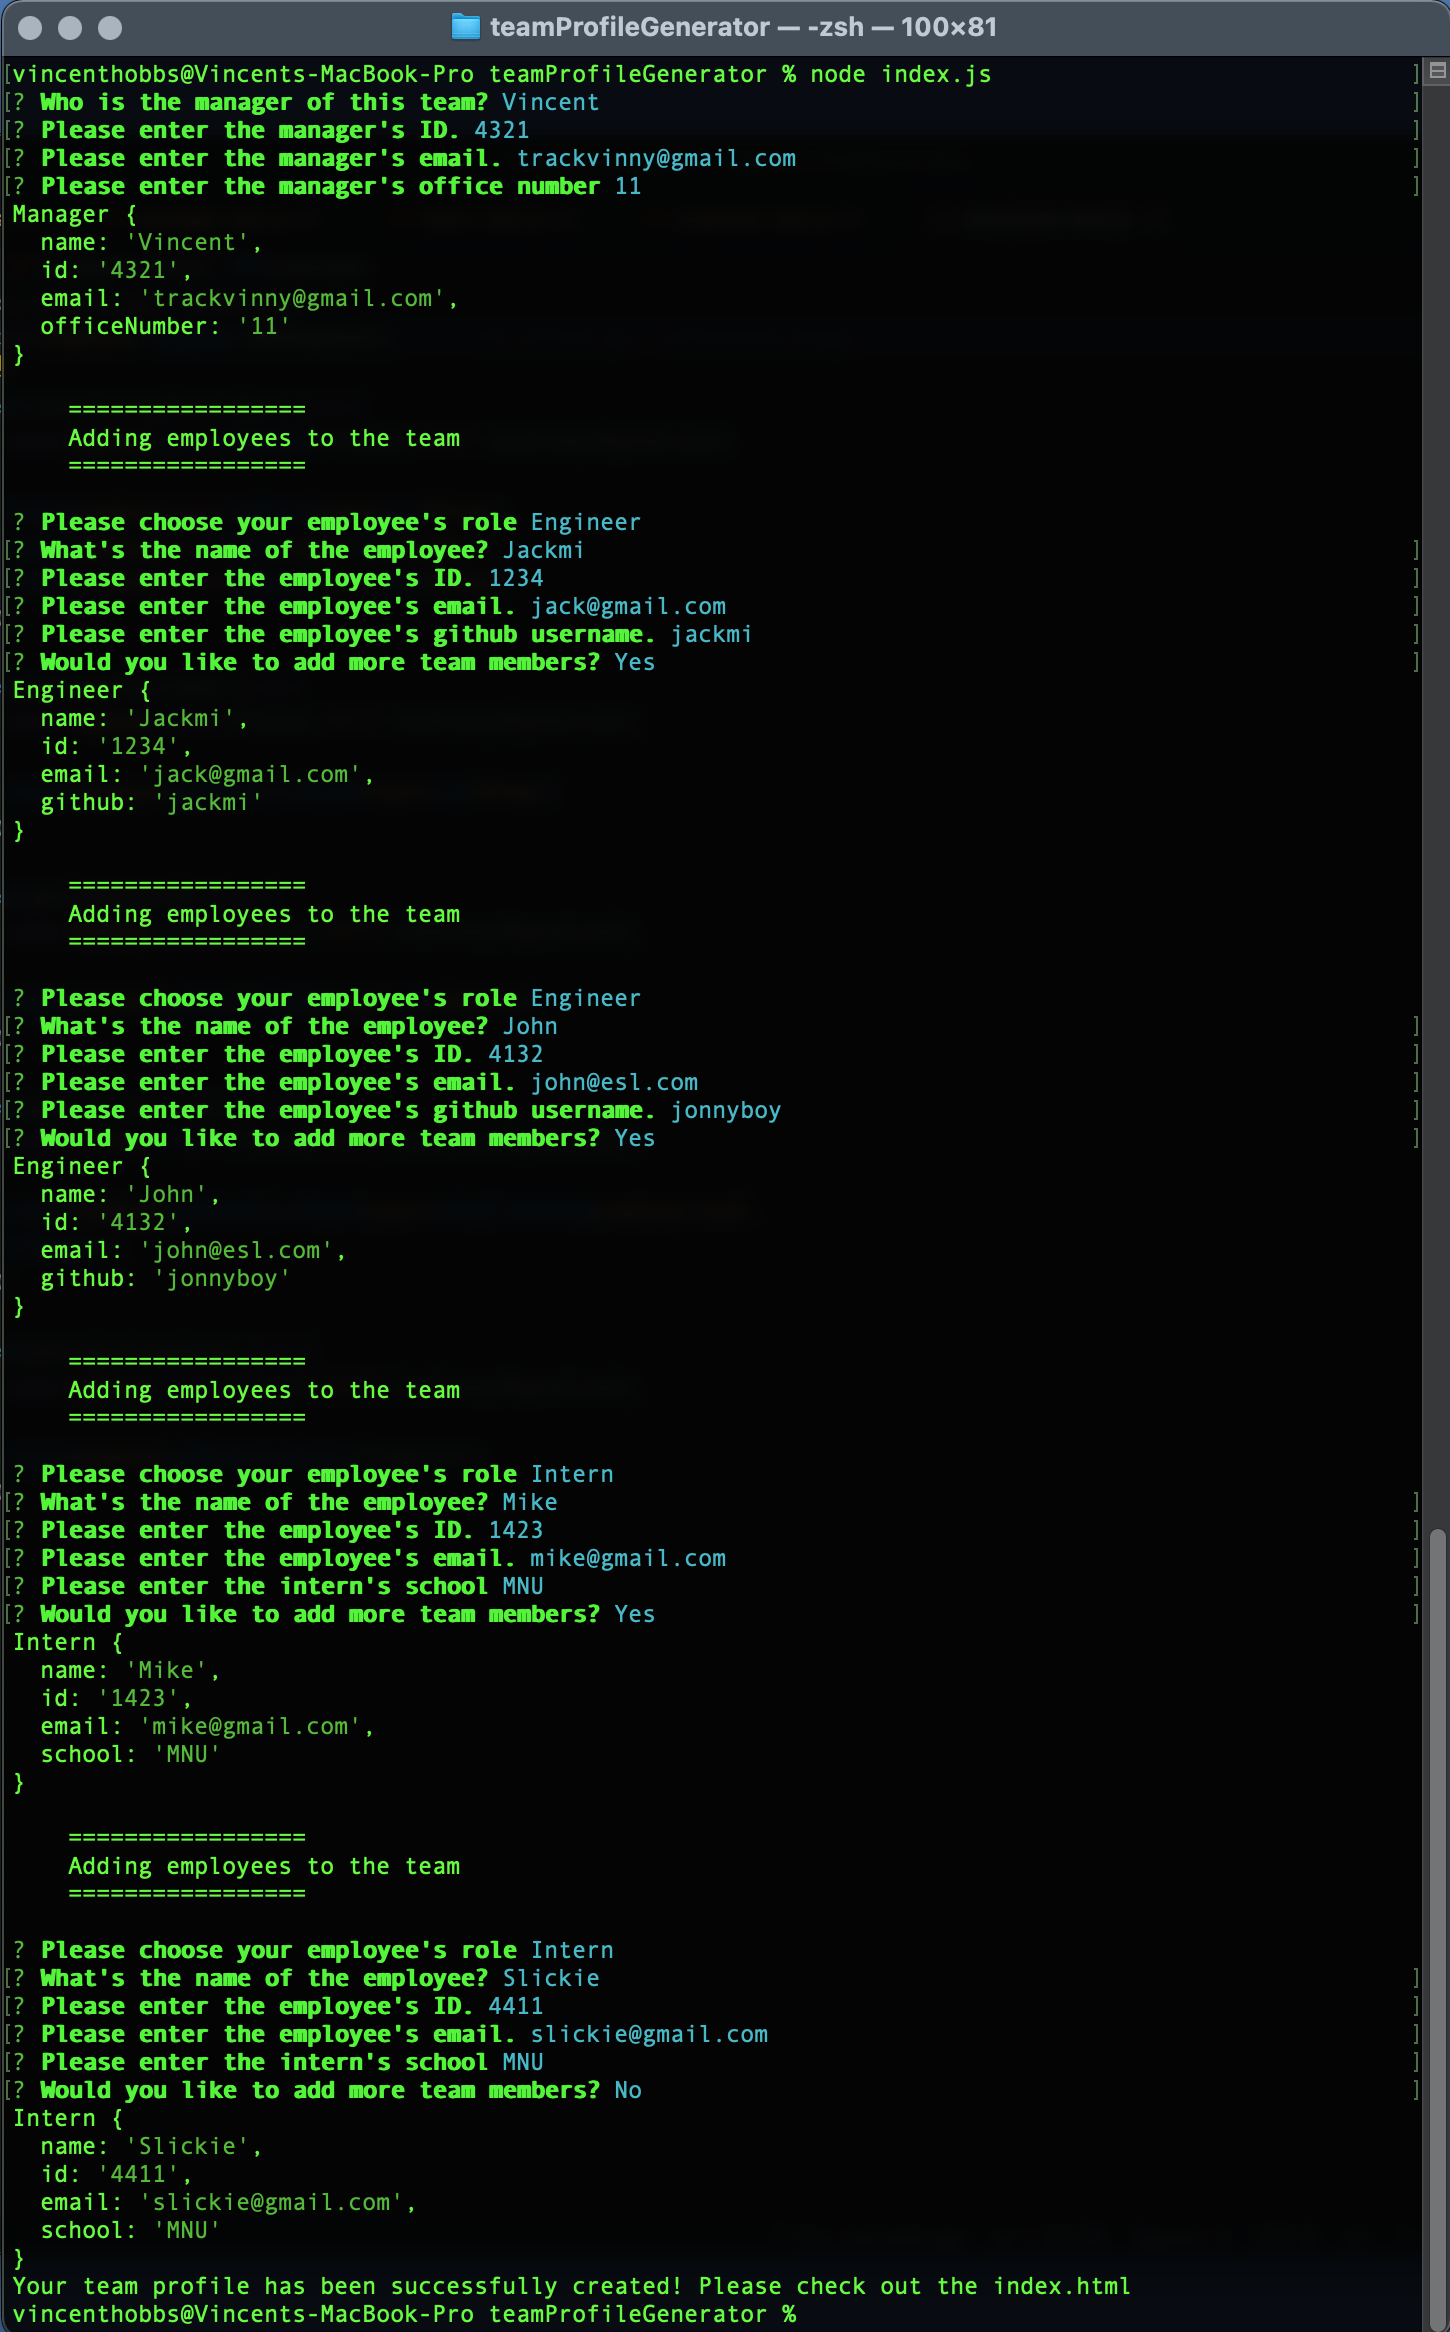 teamProfileGenerator — -zsh — 100×81
[vincenthobbs@Vincents-MacBook-Pro teamProfileGenerator % node index.js ]
[? Who is the manager of this team? Vincent ]
[? Please enter the manager's ID. 4321 ]
[? Please enter the manager's email. trackvinny@gmail.com ]
[? Please enter the manager's office number 11 ]
Manager {
  name: 'Vincent',
  id: '4321',
  email: 'trackvinny@gmail.com',
  officeNumber: '11'
}
    =================
    Adding employees to the team
    =================
? Please choose your employee's role Engineer
[? What's the name of the employee? Jackmi ]
[? Please enter the employee's ID. 1234 ]
[? Please enter the employee's email. jack@gmail.com ]
[? Please enter the employee's github username. jackmi ]
[? Would you like to add more team members? Yes ]
Engineer {
  name: 'Jackmi',
  id: '1234',
  email: 'jack@gmail.com',
  github: 'jackmi'
}
    =================
    Adding employees to the team
    =================
? Please choose your employee's role Engineer
[? What's the name of the employee? John ]
[? Please enter the employee's ID. 4132 ]
[? Please enter the employee's email. john@esl.com ]
[? Please enter the employee's github username. jonnyboy ]
[? Would you like to add more team members? Yes ]
Engineer {
  name: 'John',
  id: '4132',
  email: 'john@esl.com',
  github: 'jonnyboy'
}
    =================
    Adding employees to the team
    =================
? Please choose your employee's role Intern
[? What's the name of the employee? Mike ]
[? Please enter the employee's ID. 1423 ]
[? Please enter the employee's email. mike@gmail.com ]
[? Please enter the intern's school MNU ]
[? Would you like to add more team members? Yes ]
Intern {
  name: 'Mike',
  id: '1423',
  email: 'mike@gmail.com',
  school: 'MNU'
}
    =================
    Adding employees to the team
    =================
? Please choose your employee's role Intern
[? What's the name of the employee? Slickie ]
[? Please enter the employee's ID. 4411 ]
[? Please enter the employee's email. slickie@gmail.com ]
[? Please enter the intern's school MNU ]
[? Would you like to add more team members? No ]
Intern {
  name: 'Slickie',
  id: '4411',
  email: 'slickie@gmail.com',
  school: 'MNU'
}
Your team profile has been successfully created! Please check out the index.html
vincenthobbs@Vincents-MacBook-Pro teamProfileGenerator %